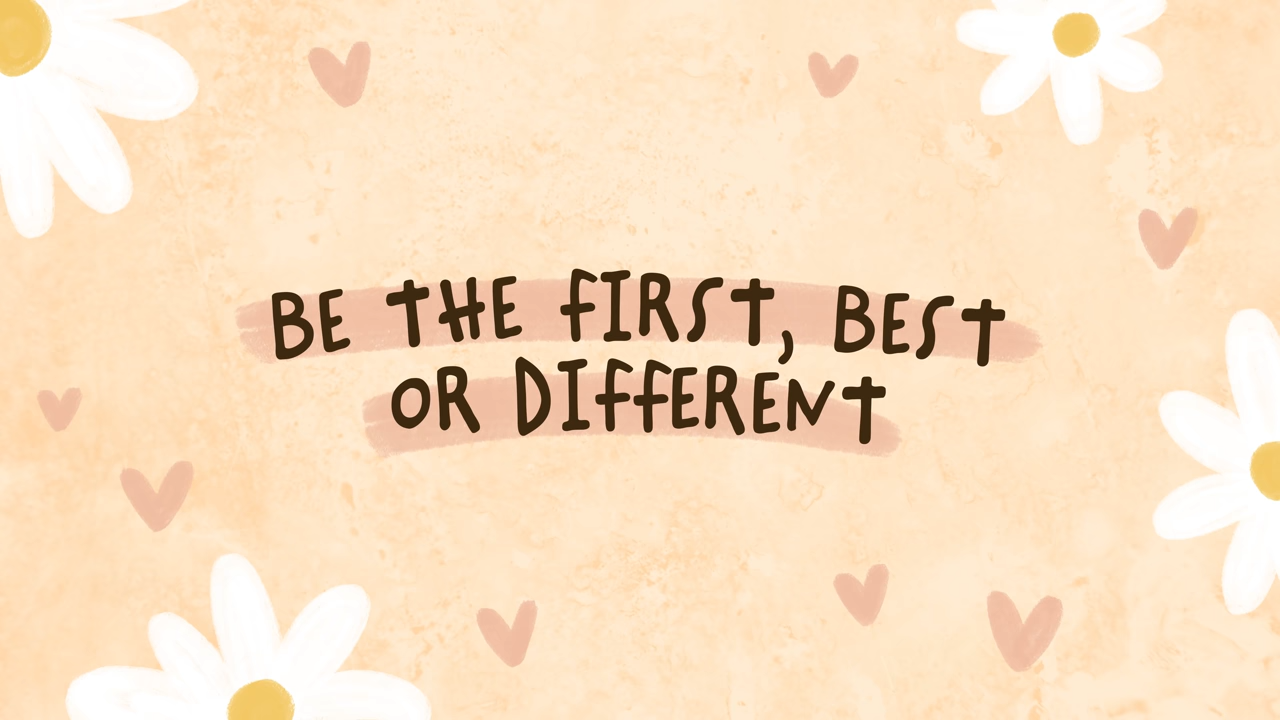 BE THE FIRST, BEST
OR DIFFERENT